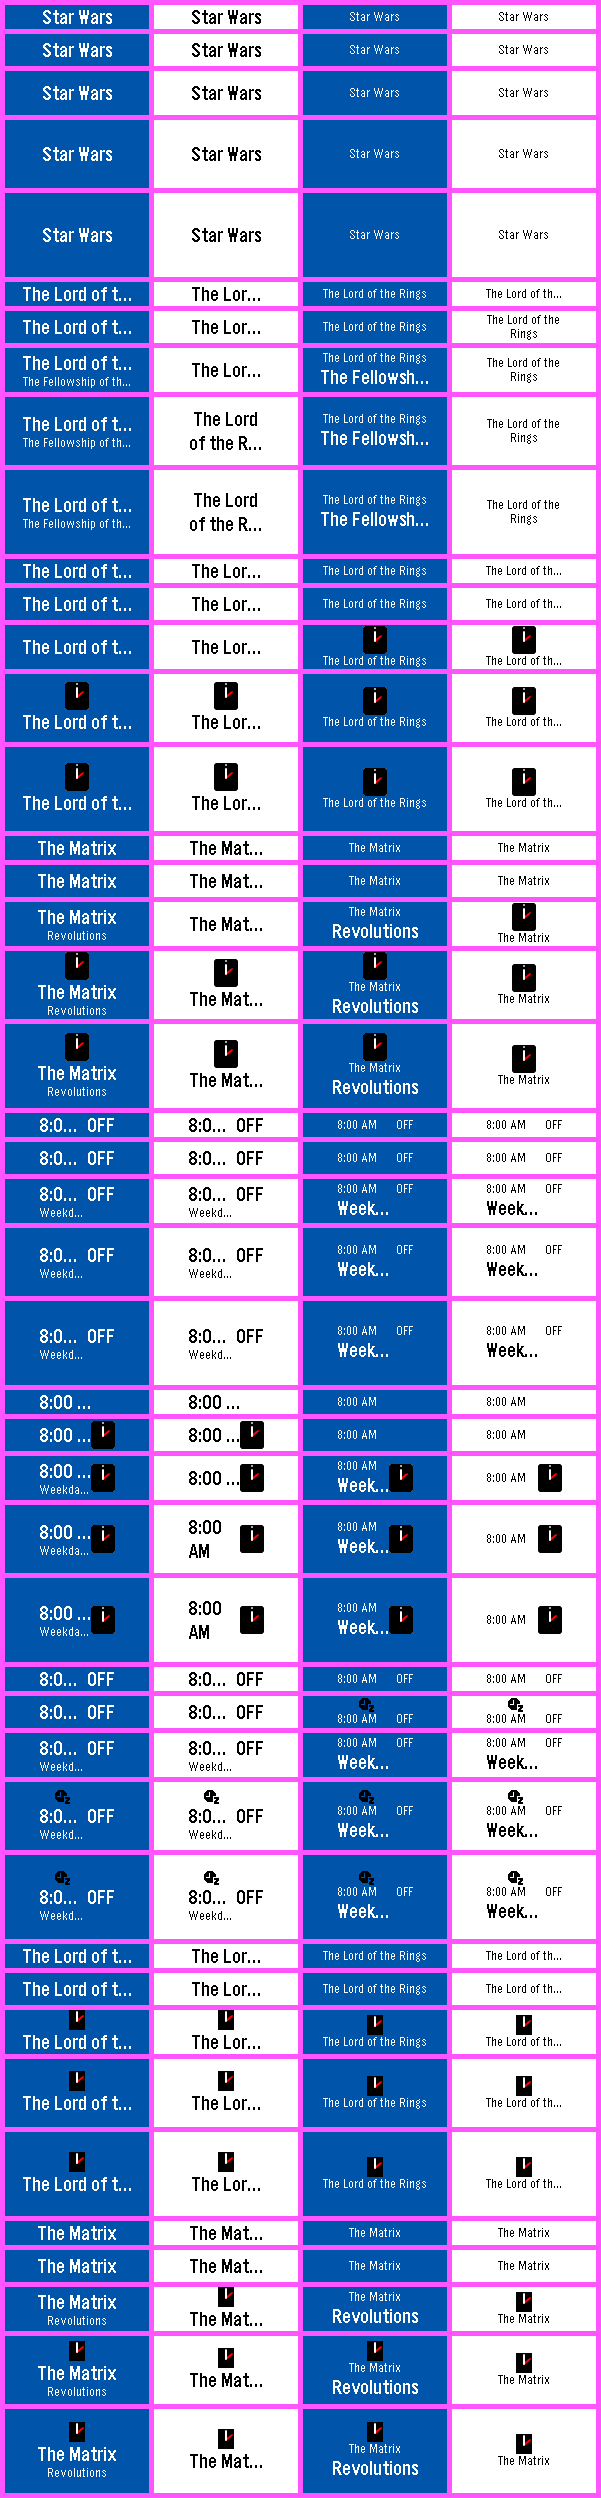 Star Wars Star Wars Star Wars Star Wars
Star Wars Star Wars Star Wars Star Wars
Star Wars Star Wars Star Wars Star Wars
Star Wars Star Wars Star Wars Star Wars
Star Wars Star Wars Star Wars Star Wars
The Lord of t... The Lor... The Lord of the Rings The Lord of th...
The Lord of t... The Lor... The Lord of the Rings The Lord of the
Rings
The Lord of t... The Lor... The Lord of the Rings The Lord of the
The Fellowship of th... The Fellowsh... Rings
The Lord of t... The Lord The Lord of the Rings The Lord of the
The Fellowship of th... of the R... The Fellowsh... Rings
The Lord of t... The Lord The Lord of the Rings The Lord of the
The Fellowship of th... of the R... The Fellowsh... Rings
The Lord of t... The Lor... The Lord of the Rings The Lord of th...
The Lord of t... The Lor... The Lord of the Rings The Lord of th...
The Lord of t... The Lor... The Lord of the Rings The Lord of th...
The Lord of t... The Lor... The Lord of the Rings The Lord of th...
The Lord of t... The Lor... The Lord of the Rings The Lord of th...
The Matrix The Mat... The Matrix The Matrix
The Matrix The Mat... The Matrix The Matrix
The Matrix The Mat... The Matrix The Matrix
Revolutions Revolutions
The Matrix The Mat... The Matrix The Matrix
Revolutions Revolutions
The Matrix The Mat... The Matrix The Matrix
Revolutions Revolutions
8:0... OFF 8:0... OFF 8:00 AM OFF 8:00 AM OFF
8:0... OFF 8:0... OFF 8:00 AM OFF 8:00 AM OFF
8:0... OFF 8:0... OFF 8:00 AM OFF 8:00 AM OFF
Weekd... Weekd... Week... Week...
8:0... OFF 8:0... OFF 8:00 AM OFF 8:00 AM OFF
Weekd... Weekd... Week... Week...
8:0... OFF 8:0... OFF 8:00 AM OFF 8:00 AM OFF
Weekd... Weekd... Week... Week...
8:00 ... 8:00 ... 8:00 AM 8:00 AM
8:00 ... 8:00 ... 8:00 AM 8:00 AM
8:00 ... 8:00 ... 8:00 AM 8:00 AM
Weekda... Week...
8:00 ... 8:00 8:00 AM 8:00 AM
Weekda... AM Week...
8:00 ... 8:00 8:00 AM 8:00 AM
Weekda... AM Week...
8:0... OFF 8:0... OFF 8:00 AM OFF 8:00 AM OFF
8:0... OFF 8:0... OFF 8:00 AM OFF 8:00 AM OFF
8:0... OFF 8:0... OFF 8:00 AM OFF 8:00 AM OFF
Weekd... Weekd... Week... Week...
8:0... OFF 8:0... OFF 8:00 AM OFF 8:00 AM OFF
Weekd... Weekd... Week... Week...
8:0... OFF 8:0... OFF 8:00 AM OFF 8:00 AM OFF
Weekd... Weekd... Week... Week...
The Lord of t... The Lor... The Lord of the Rings The Lord of th...
The Lord of t... The Lor... The Lord of the Rings The Lord of th...
The Lord of t... The Lor... The Lord of the Rings The Lord of th...
The Lord of t... The Lor... The Lord of the Rings The Lord of th...
The Lord of t... The Lor... The Lord of the Rings The Lord of th...
The Matrix The Mat... The Matrix The Matrix
The Matrix The Mat... The Matrix The Matrix
The Matrix The Mat... The Matrix The Matrix
Revolutions Revolutions
The Matrix The Mat... The Matrix The Matrix
Revolutions Revolutions
The Matrix The Mat... The Matrix The Matrix
Revolutions Revolutions